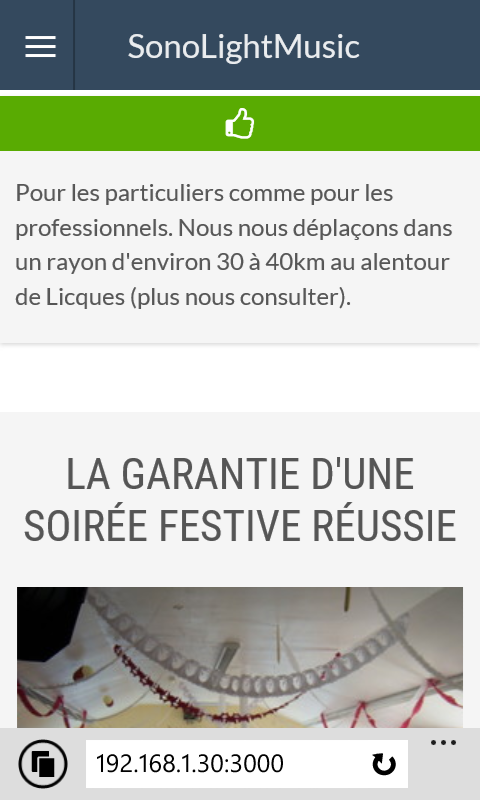 SonoLightMusic
Pour les particuliers comme pour les
professionnels. Nous nous déplaçons dans
un rayon d'environ 30 à 40km au alentour
de Licques (plus nous consulter).
LA GARANTIE D'UNE
SOIRÉE FESTIVE RÉUSSIE
192.168.1.30:3000